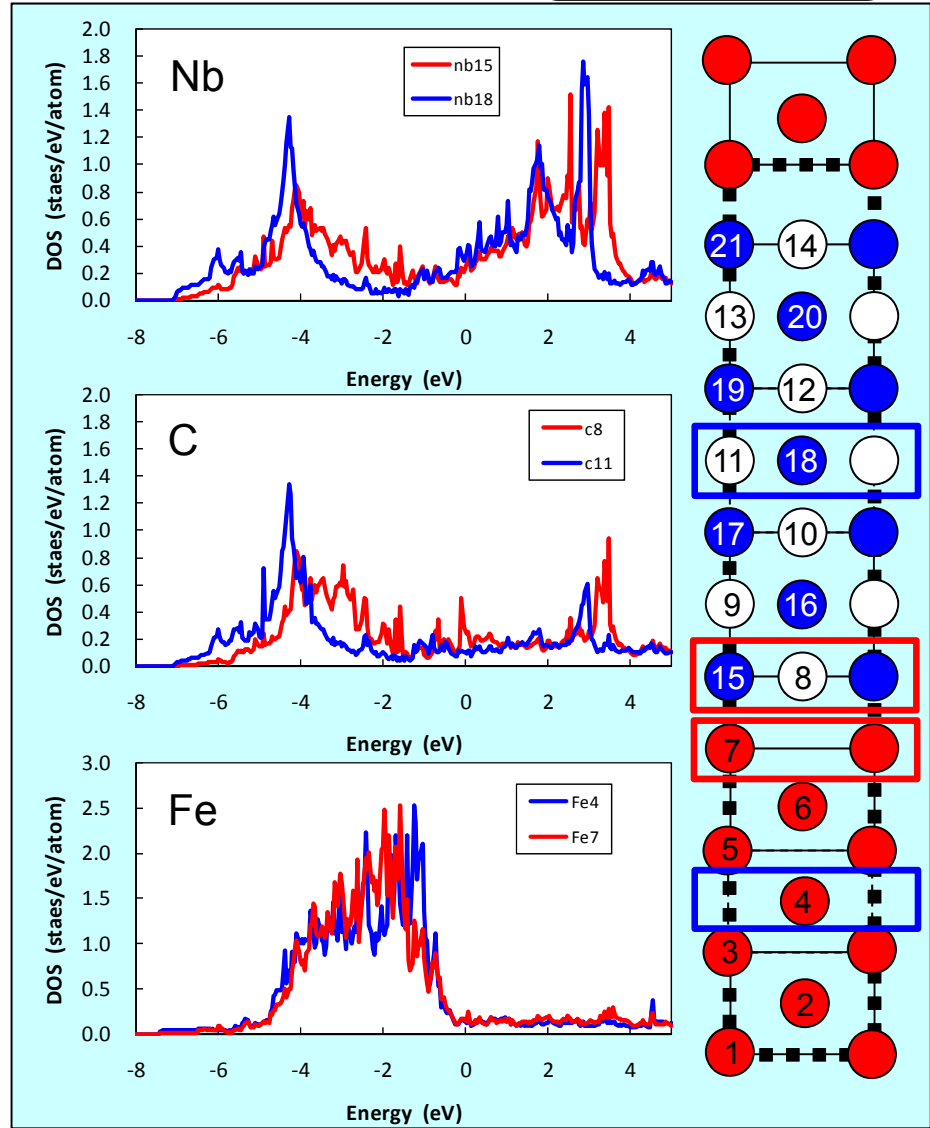 Nb
nb15
nb18
DOS (staes/eV/atom)
2.0
1.8
1.6
1.4
1.2
1.0
0.8
0.6
0.4
0.2
0.0
-8 -6 -4 -2 0 2 4
Energy (eV)
C
c8
c11
DOS (staes/eV/atom)
2.0
1.8
1.6
1.4
1.2
1.0
0.8
0.6
0.4
0.2
0.0
-8 -6 -4 -2 0 2 4
Energy (eV)
Fe
Fe4
Fe7
DOS (staes/eV/atom)
3.0
2.5
2.0
1.5
1.0
0.5
0.0
-8 -6 -4 -2 0 2 4
Energy (eV)
21 14
13 20
19 12
11 18
17 10
9 16
15 8
7
6
5
4
3
2
1